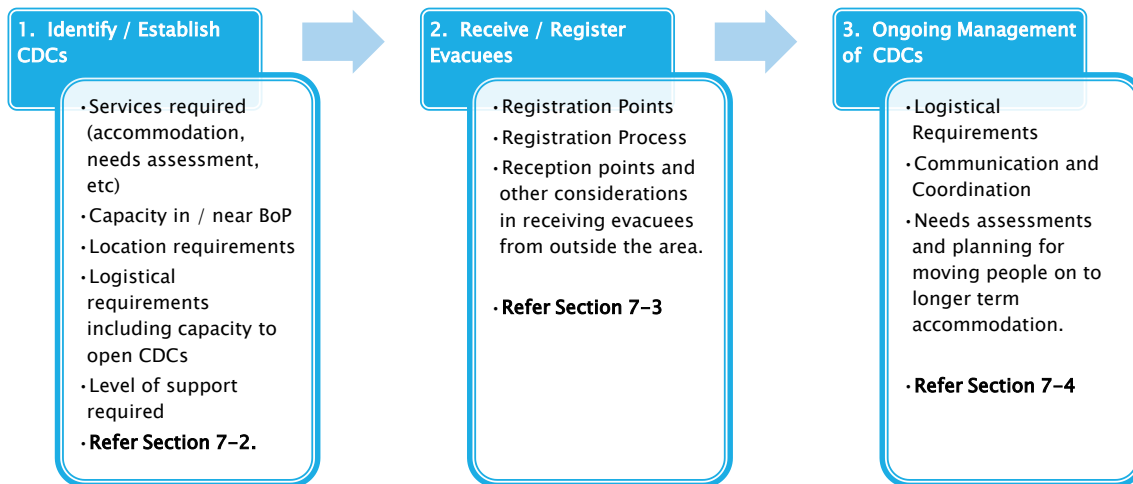 1. Identify / Establish
CDCs
·Services required
(accommodation,
needs assessment,
etc)
·Capacity in / near BoP
·Location requirements
·Logistical
requirements
including capacity to
open CDCs
·Level of support
required
·Refer Section 7-2.
2. Receive / Register
Evacuees
·Registration Points
·Registration Process
·Reception points and
other considerations
in receiving evacuees
from outside the area.
·Refer Section 7-3
3. Ongoing Management
of CDCs
·Logistical
Requirements
·Communication and
Coordination
·Needs assessments
and planning for
moving people on to
longer term
accommodation.
·Refer Section 7-4